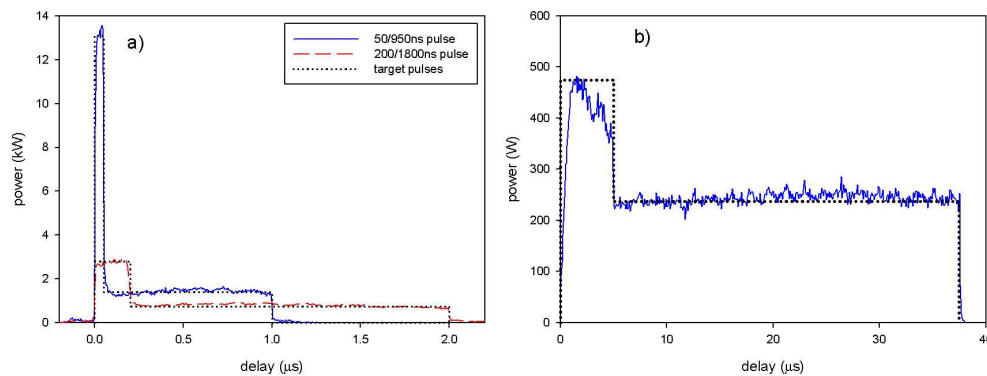 a)
50/950ns pulse
200/1800ns pulse
target pulses
14
12
10
8
6
4
2
0
power (kW)
0.0
0.5
1.0
1.5
2.0
delay (μs)
b)
600
500
400
300
200
100
0
power (W)
0
10
20
30
40
delay (μs)